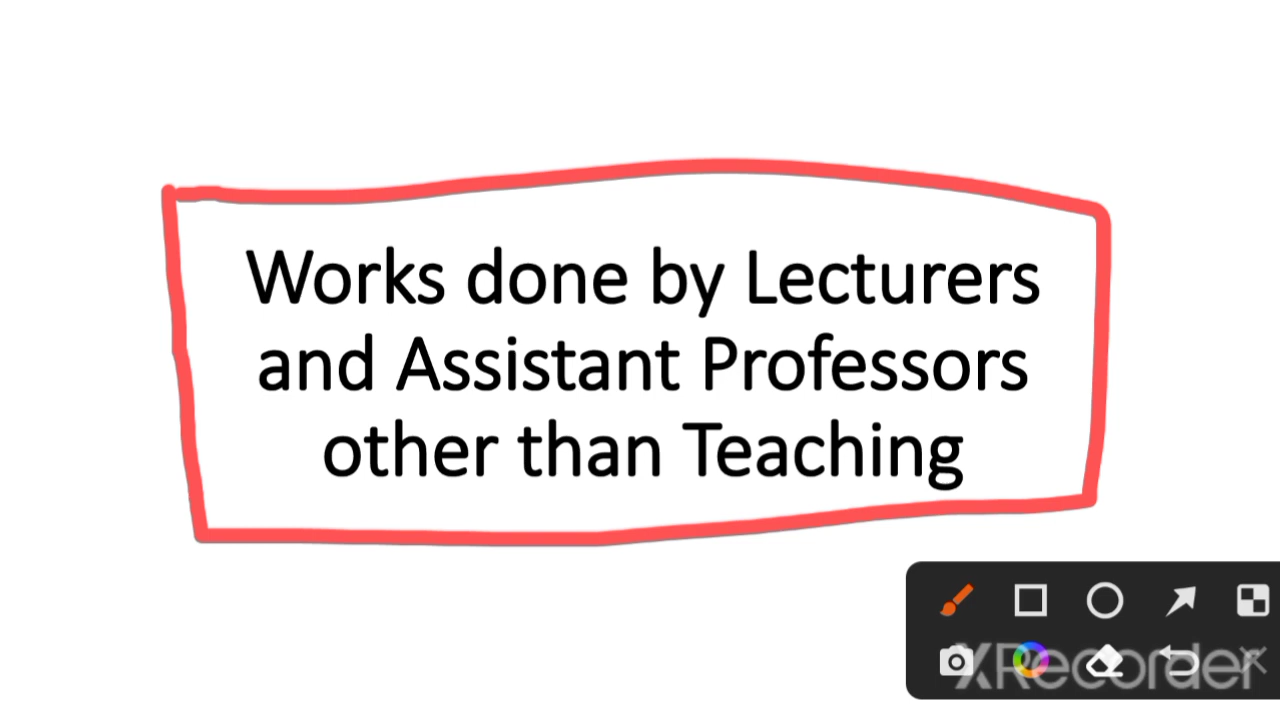 Works done by Lecturers
and Assistant Professors
other than Teaching
XRecorder